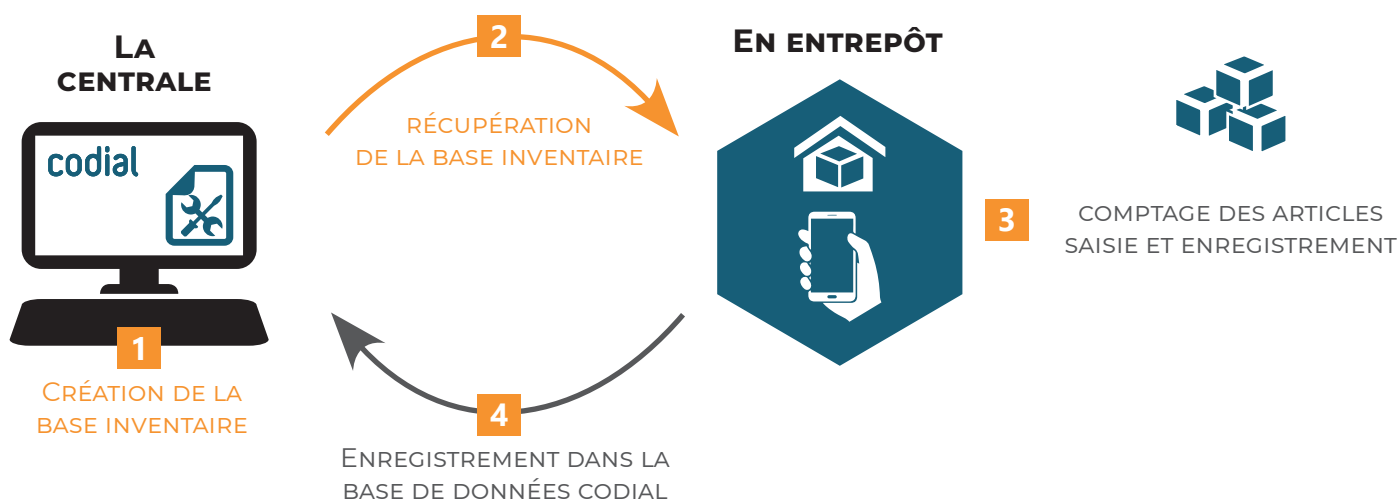 La
centrale
codial
1
Création de la
base inventaire
2
récupération
de la base inventaire
En entrepôt
3
comptage des articles
saisie et enregistrement
4
Enregistrement dans la
base de données codial